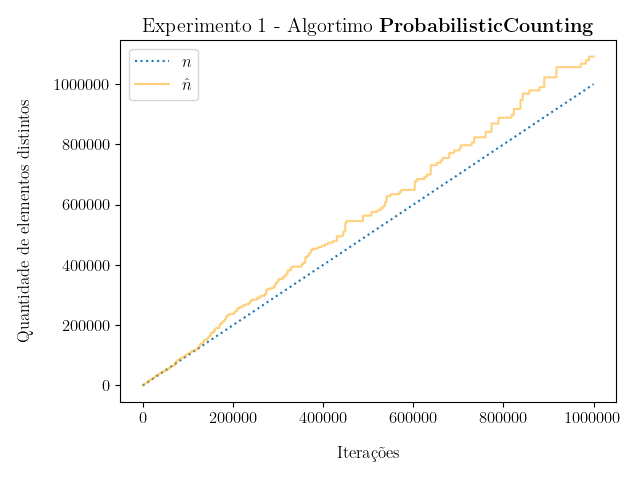 Experimento 1 - Algortimo ProbabilisticCounting
n
n̂
Quantidade de elementos distintos
1000000
800000
600000
400000
200000
0
0 200000 400000 600000 800000 1000000
Iterações